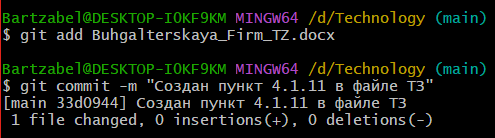 Bartzabel@DESKTOP-IOKF9KM MINGW64 /d/Technology (main)
$ git add Buhgalterskaya_Firm_TZ.docx
Bartzabel@DESKTOP-IOKF9KM MINGW64 /d/Technology (main)
$ git commit -m "Создан пункт 4.1.11 в файле ТЗ"
[main 33d0944] Создан пункт 4.1.11 в файле ТЗ
1 file changed, 0 insertions(+), 0 deletions(-)